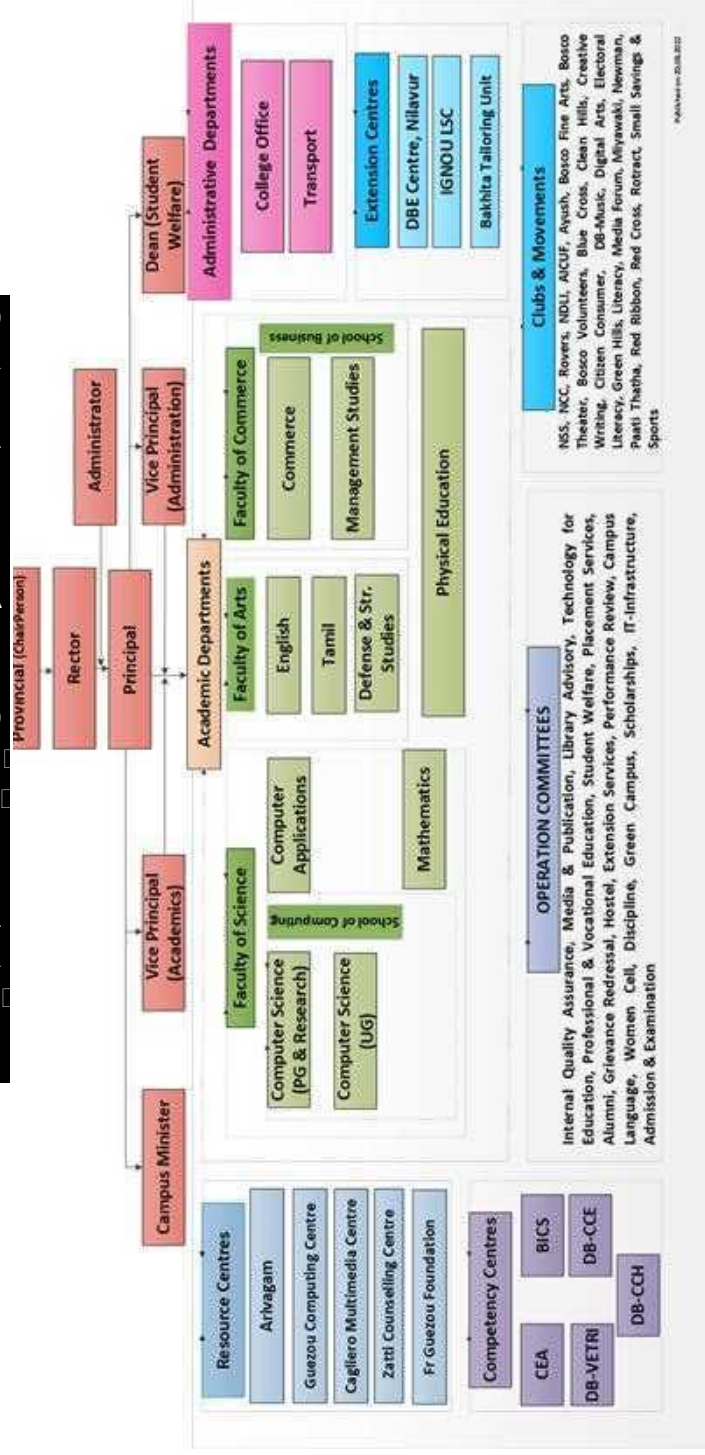 Provincial (ChairPerson)
Rector
Administrator
Principal
Campus Minister
Vice Principal
(Academics)
Vice Principal
(Administration)
Dean (Student
Welfare)
Resource Centres
Arivagam
Guezou Computing Centre
Cagliero Multimedia Centre
Zatti Counselling Centre
Fr Guezou Foundation
Competency Centres
CEA
BICS
DB-VETRI
DB-CCE
DB-CCH
Academic Departments
Faculty of Science
Computer Science
(PG & Research)
Computer Science
(UG)
School of Computing
Computer
Applications
Mathematics
Faculty of Arts
English
Tamil
Defense & Str.
Studies
Faculty of Commerce
Commerce
Management Studies
School of Business
Physical Education
Administrative Departments
College Office
Transport
Extension Centres
DBE Centre, Nilavur
IGNOU LSC
Bakhita Tailoring Unit
OPERATION COMMITTEES
Internal Quality Assurance, Media & Publication, Library Advisory, Technology for
Education, Professional & Vocational Education, Student Welfare, Placement Services,
Alumni, Grievance Redressal, Hostel, Extension Services, Performance Review, Campus
Language, Women Cell, Discipline, Green Campus, Scholarships, IT-Infrastructure,
Admission & Examination
Clubs & Movements
NSS, NCC, Rovers, NDLI, AICUF, Ayush, Bosco Fine Arts, Bosco
Theater, Bosco Volunteers, Blue Cross, Clean Hills, Creative
Writing, Citizen Consumer, DB-Music, Digital Arts, Electoral
Literacy, Green Hills, Literacy, Media Forum, Miyawaki, Newman,
Paati Thatha, Red Ribbon, Red Cross, Rotract, Small Savings &
Sports
Published on 20.06.2022